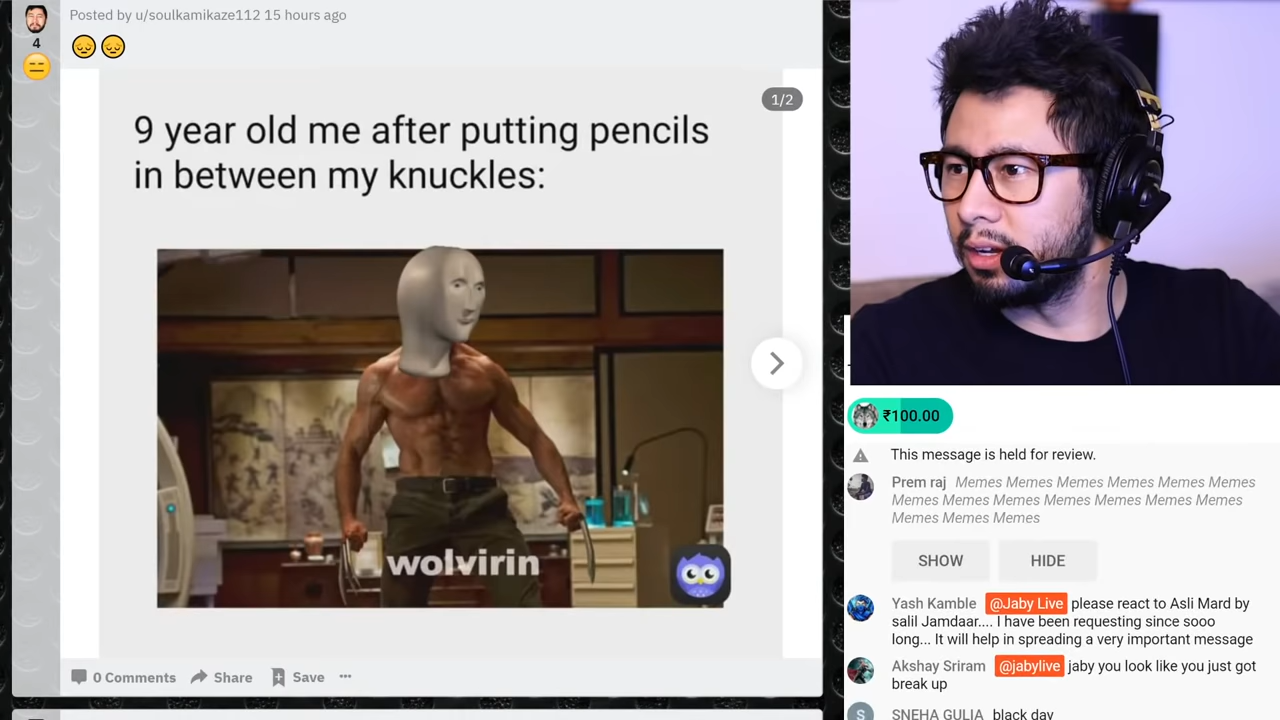 Posted by u/soulkamikaze112 15 hours ago
4
1/2
9 year old me after putting pencils
in between my knuckles:
wolvirin
0 Comments
Share
Save
₹100.00
This message is held for review.
Prem raj Memes Memes Memes Memes Memes Memes
Memes Memes Memes Memes Memes Memes Memes
Memes Memes Memes
SHOW
HIDE
Yash Kamble @Jaby Live please react to Asli Mard by
salil Jamdaar.... I have been requesting since sooo
long... It will help in spreading a very important message
Akshay Sriram @jabylive jaby you look like you just got
break up
S SNEHA GULIA black day